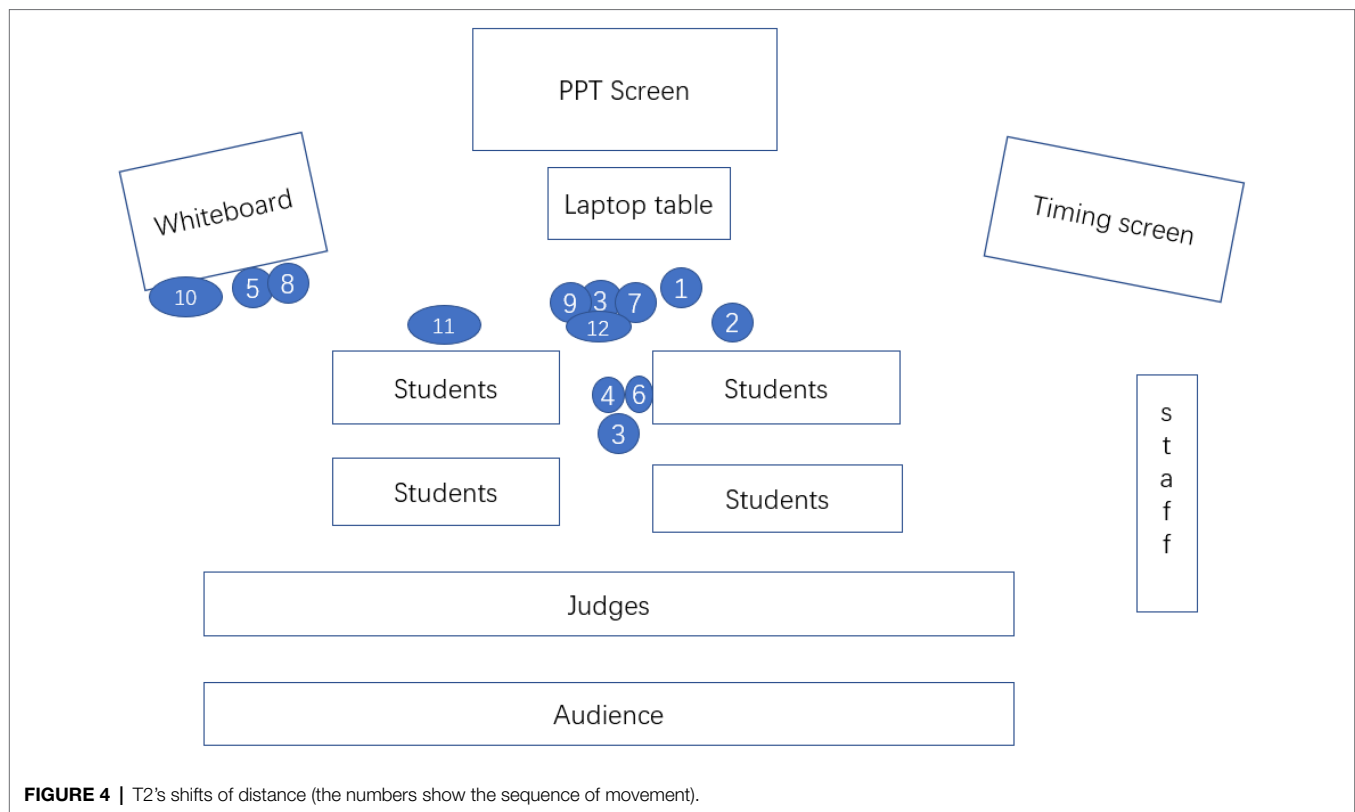 PPT Screen
Whiteboard
Laptop table
Timing screen
10
5
8
9
3
7
1
12
2
11
Students
Students
4
6
3
Students
Students
s
t
a
f
f
Judges
Audience
FIGURE 4 | T2’s shifts of distance (the numbers show the sequence of movement).